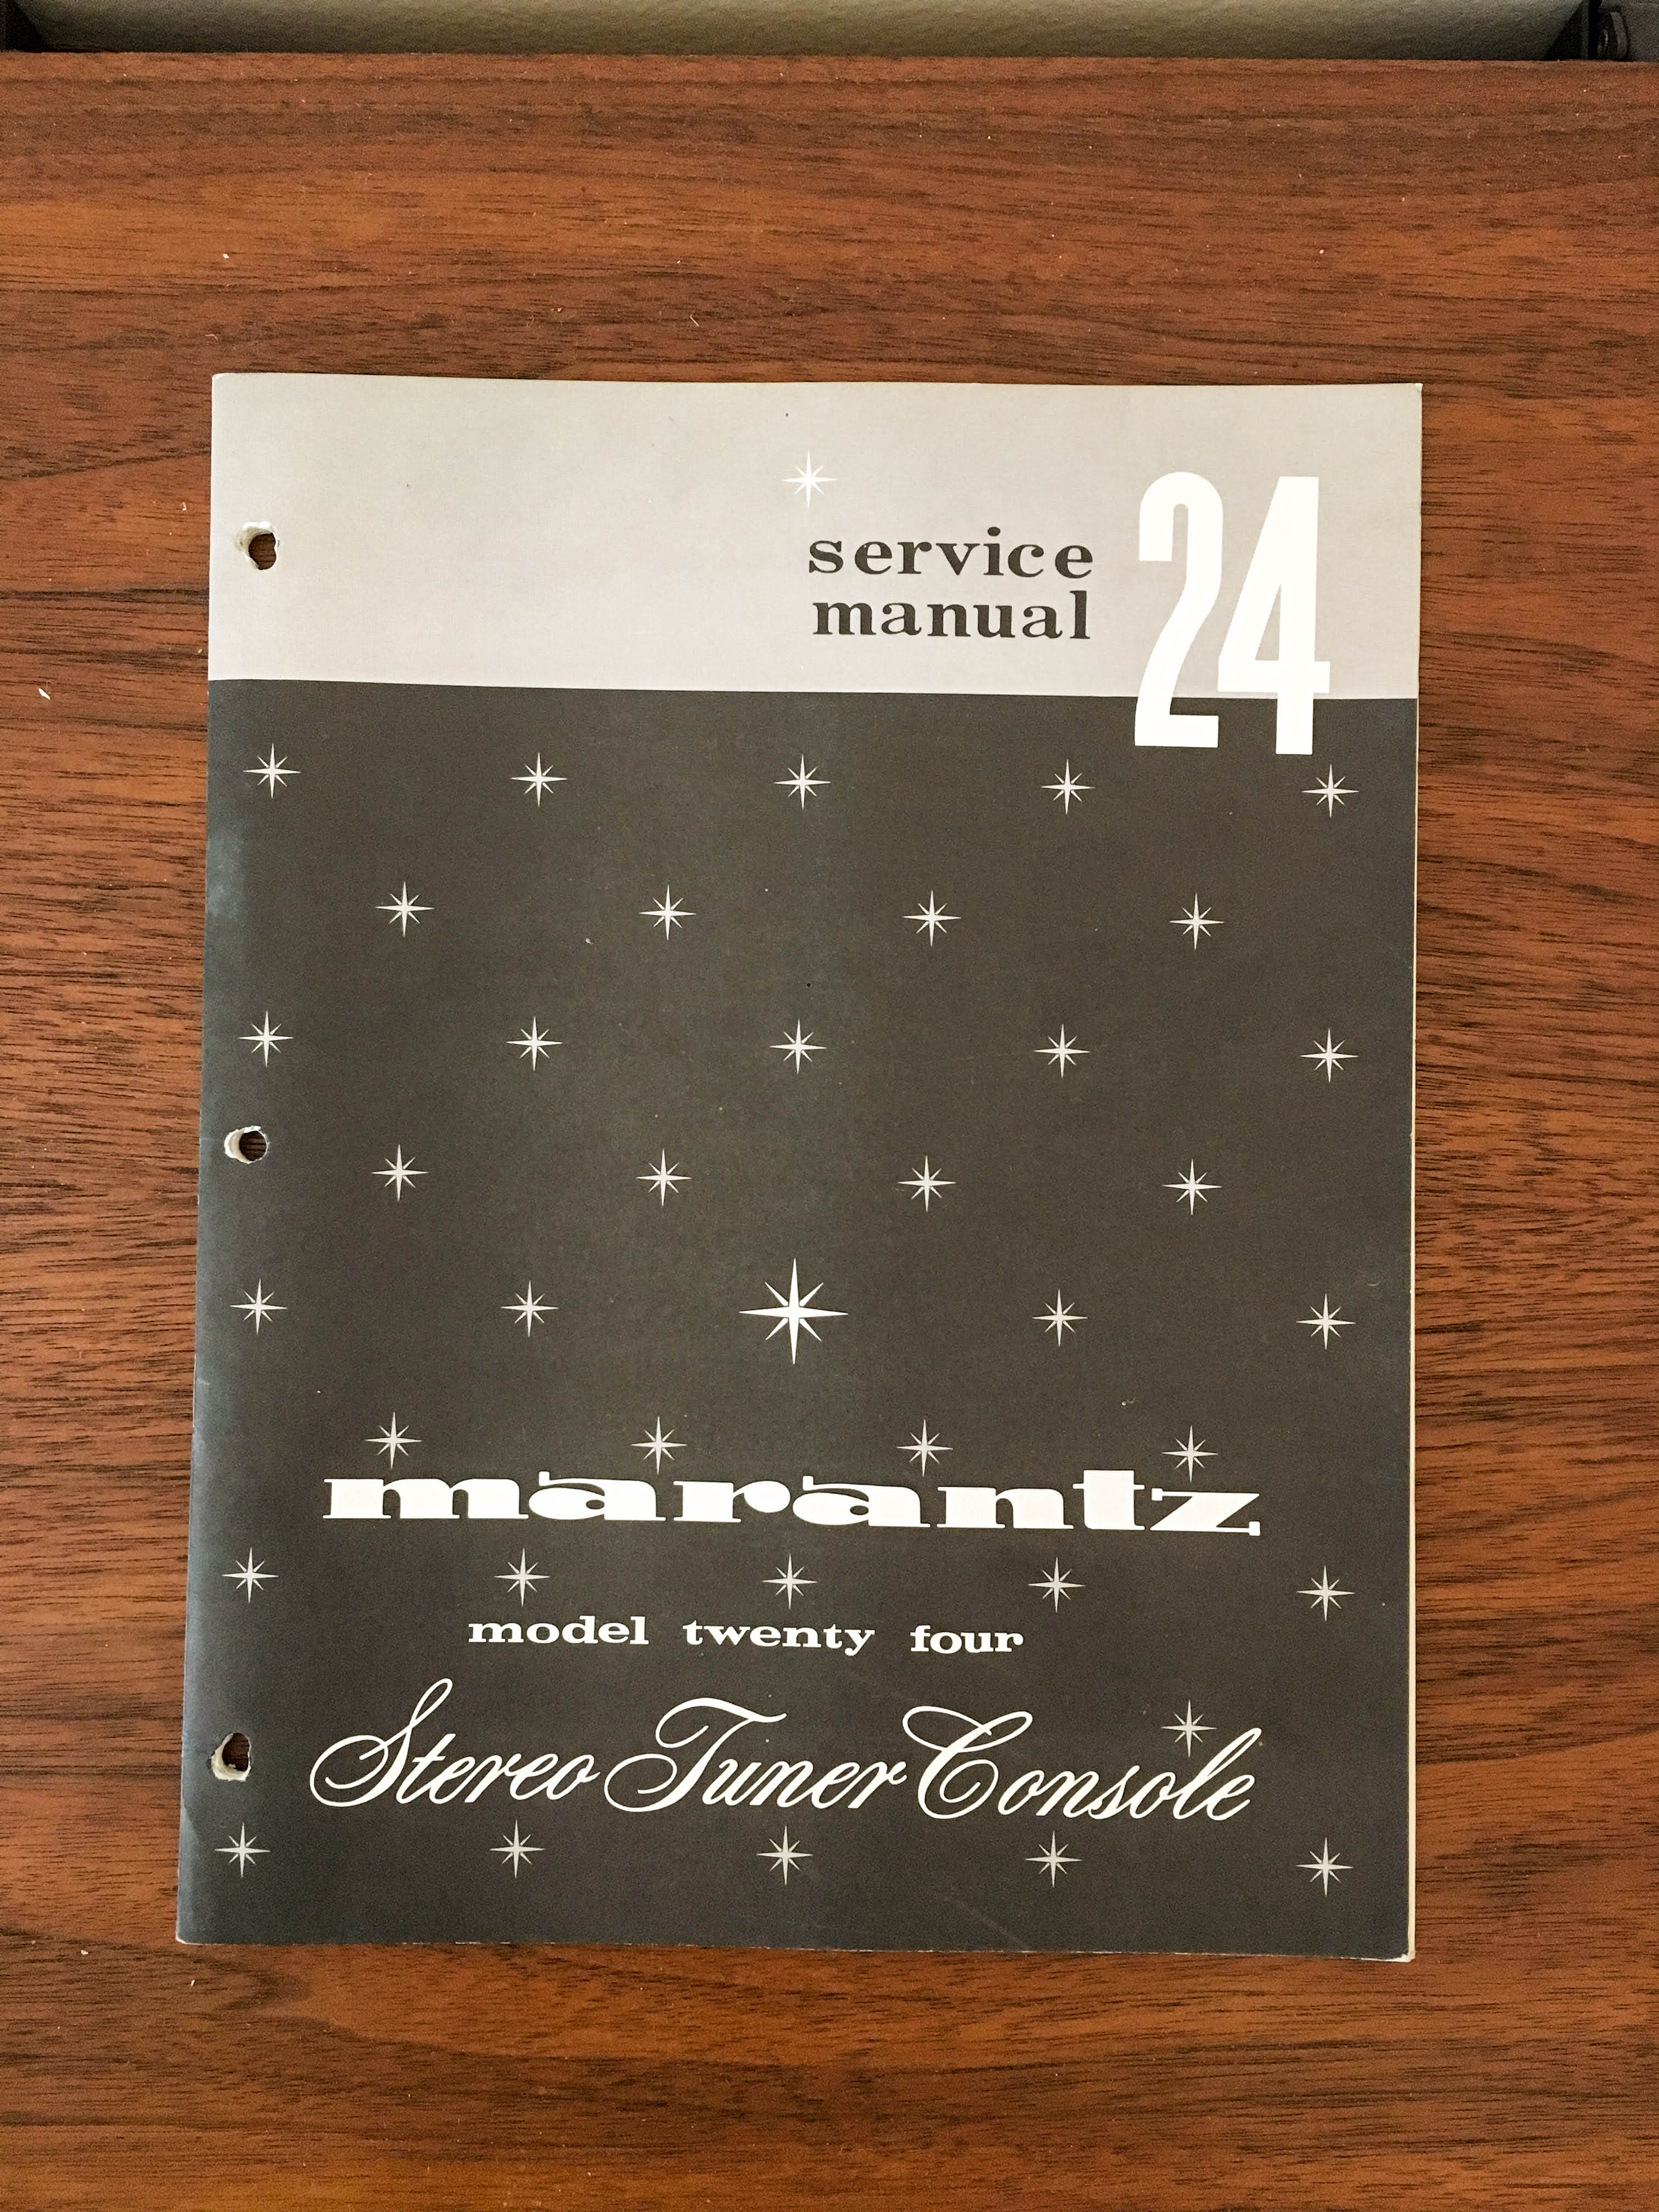 service
manual
24
marantz
model twenty four
Stereo Tuner Console